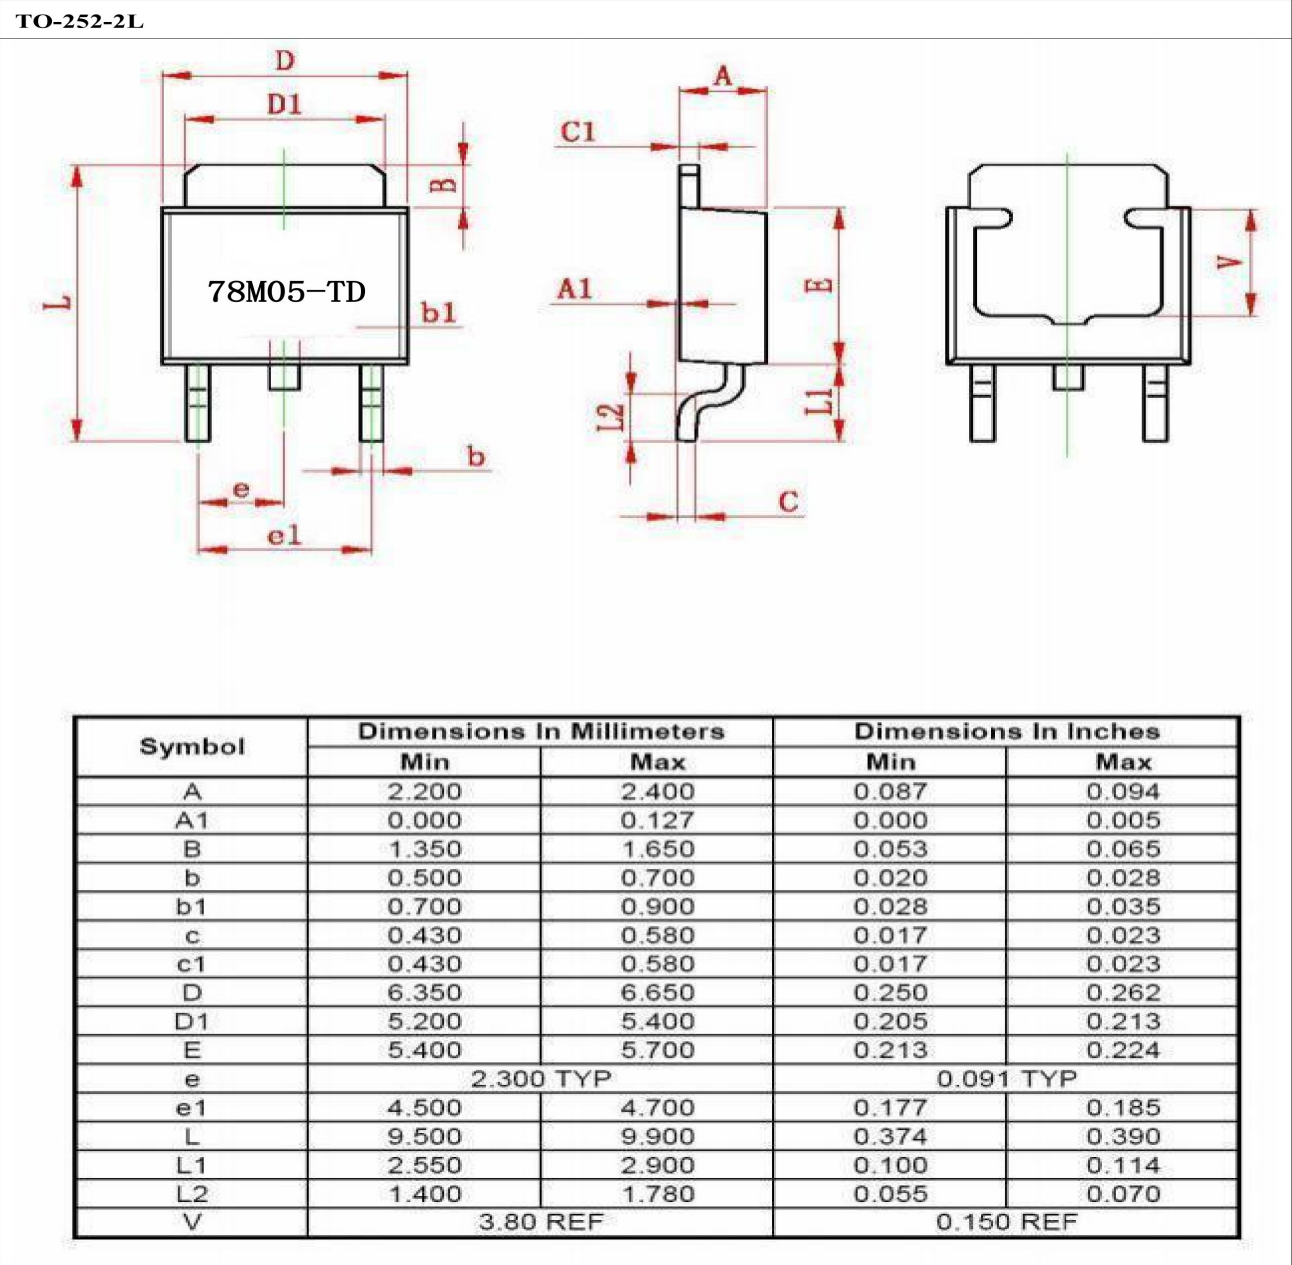 TO-252-2L
D
D1
A
C1
B
L
78M05-TD
b1
A1
E
V
L2
L1
b
e
C
e1
Symbol Dimensions In Millimeters Dimensions In Inches
Min Max Min Max
A 2.200 2.400 0.087 0.094
A1 0.000 0.127 0.000 0.005
B 1.350 1.650 0.053 0.065
b 0.500 0.700 0.020 0.028
b1 0.700 0.900 0.028 0.035
c 0.430 0.580 0.017 0.023
c1 0.430 0.580 0.017 0.023
D 6.350 6.650 0.250 0.262
D1 5.200 5.400 0.205 0.213
E 5.400 5.700 0.213 0.224
e 2.300 TYP 0.091 TYP
e1 4.500 4.700 0.177 0.185
L 9.500 9.900 0.374 0.390
L1 2.550 2.900 0.100 0.114
L2 1.400 1.780 0.055 0.070
V 3.80 REF 0.150 REF